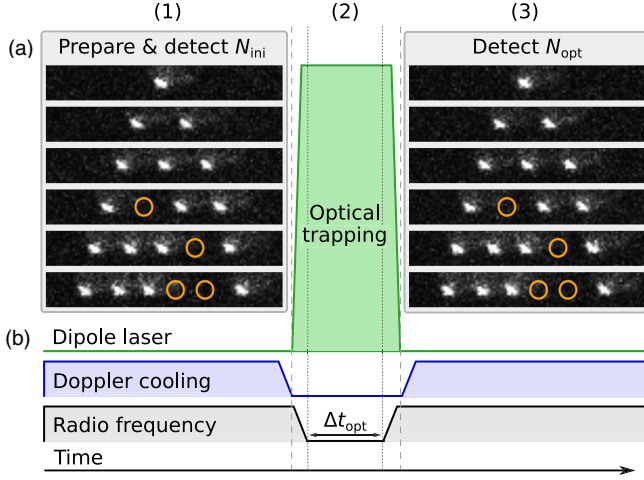 (1) (2) (3)
(a) Prepare & detect N_ini Detect N_opt
Optical
trapping
(b) Dipole laser
Doppler cooling
Radio frequency Δt_opt
Time